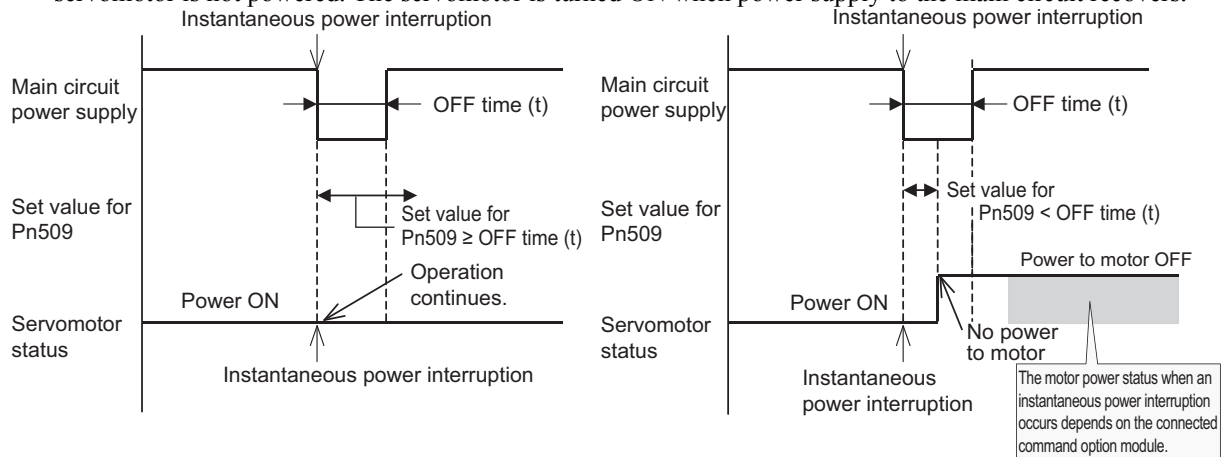 servomotor is not powered. The servomotor is turned ON when power supply to the main circuit recovers.
Instantaneous power interruption
Main circuit
power supply
OFF time (t)
Set value for
Pn509
Set value for
Pn509 ≥ OFF time (t)
Operation
continues.
Power ON
Servomotor
status
Instantaneous power interruption
Instantaneous power interruption
Main circuit
power supply
OFF time (t)
Set value for
Pn509
Set value for
Pn509 < OFF time (t)
Power to motor OFF
Power ON
Servomotor
status
No power
to motor
Instantaneous
power interruption
The motor power status when an
instantaneous power interruption
occurs depends on the connected
command option module.